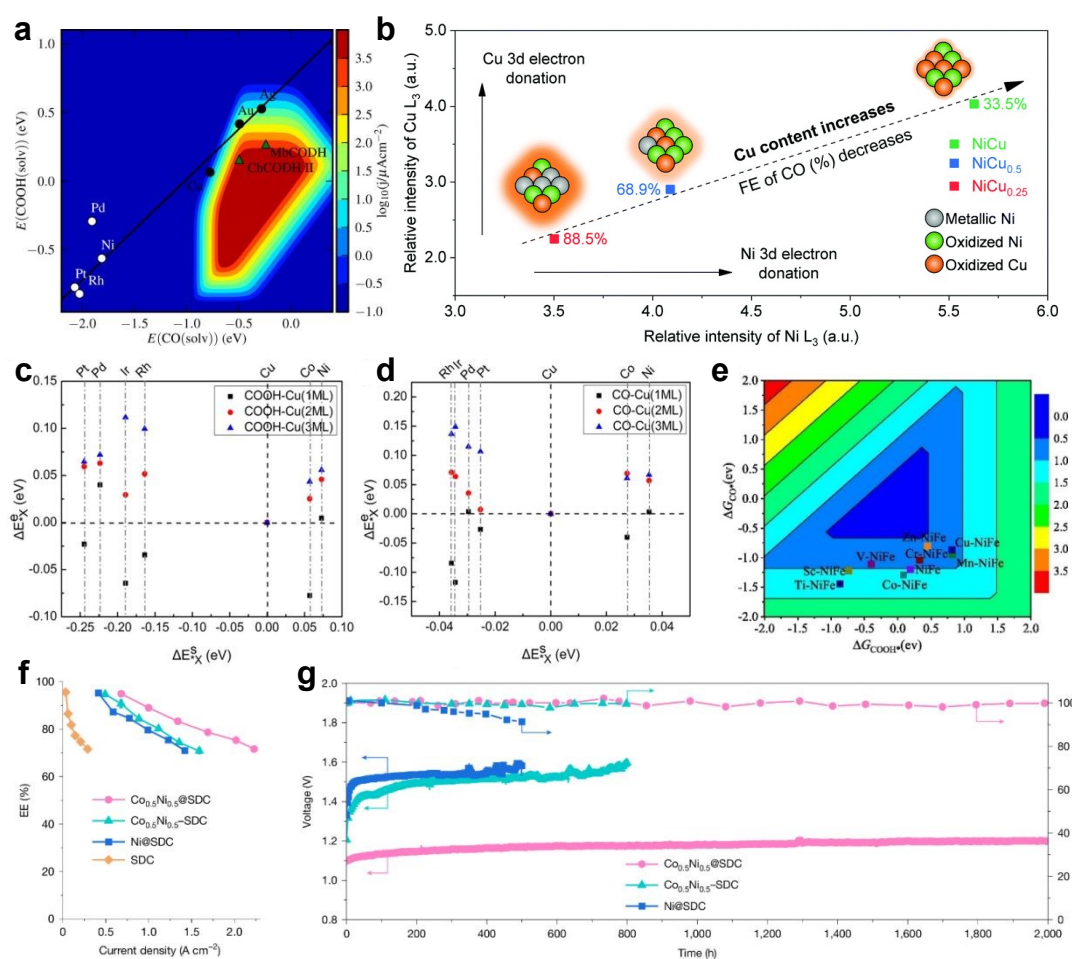 a
E(COOH(solv)) (eV)
1.0
0.5
0.0
−0.5
Ag
Au
MbCODH
ChCODH II
Cu
Pd
Ni
Pt
Rh
−2.0 −1.5 −1.0 −0.5 0.0
E(CO(solv)) (eV)
3.5
3.0
2.5
2.0
1.5
1.0
0.5
0.0
−0.5
−1.0
log10(j/μAcm−2)
b
Relative intensity of Cu L3 (a.u.)
5.0
4.5
4.0
3.5
3.0
2.5
2.0
Cu 3d electron
donation
Cu content increases
FE of CO (%) decreases
33.5%
68.9%
88.5%
NiCu
NiCu0.5
NiCu0.25
Metallic Ni
Oxidized Ni
Oxidized Cu
Ni 3d electron
donation
3.0 3.5 4.0 4.5 5.0 5.5 6.0
Relative intensity of Ni L3 (a.u.)
c
Pt Pd Ir Rh Cu Co Ni
COOH-Cu(1ML)
COOH-Cu(2ML)
COOH-Cu(3ML)
0.15
0.10
0.05
0.00
-0.05
-0.10
-0.25 -0.20 -0.15 -0.10 -0.05 0.00 0.05 0.10
d
Rh Ir Pd Pt Cu Co Ni
CO-Cu(1ML)
CO-Cu(2ML)
CO-Cu(3ML)
0.15
0.10
0.05
0.00
-0.05
-0.10
-0.15
-0.04 -0.02 0.00 0.02 0.04
e
ΔGCO*(ev)
2.0
1.5
1.0
0.5
0.0
-0.5
-1.0
-1.5
-2.0
Zn-NiFe
Cu-NiFe
V-NiFe
Cr-NiFe
Mn-NiFe
Sc-NiFe
NiFe
Ti-NiFe
Co-NiFe
-2.0 -1.5 -1.0 -0.5 0.0 0.5 1.0 1.5 2.0
ΔGCOOH*(ev)
0.0
0.5
1.0
1.5
2.0
2.5
3.0
3.5
f
EE (%)
100
80
60
40
20
0
Co0.5Ni0.5@SDC
Co0.5Ni0.5–SDC
Ni@SDC
SDC
0 0.5 1.0 1.5 2.0
Current density (A cm−2)
g
Voltage (V)
2.0
1.8
1.6
1.4
1.2
1.0
0.8
Co0.5Ni0.5@SDC
Co0.5Ni0.5–SDC
Ni@SDC
100
80
60
40
20
0
0 200 400 600 800 1,000 1,200 1,400 1,600 1,800 2,000
Time (h)